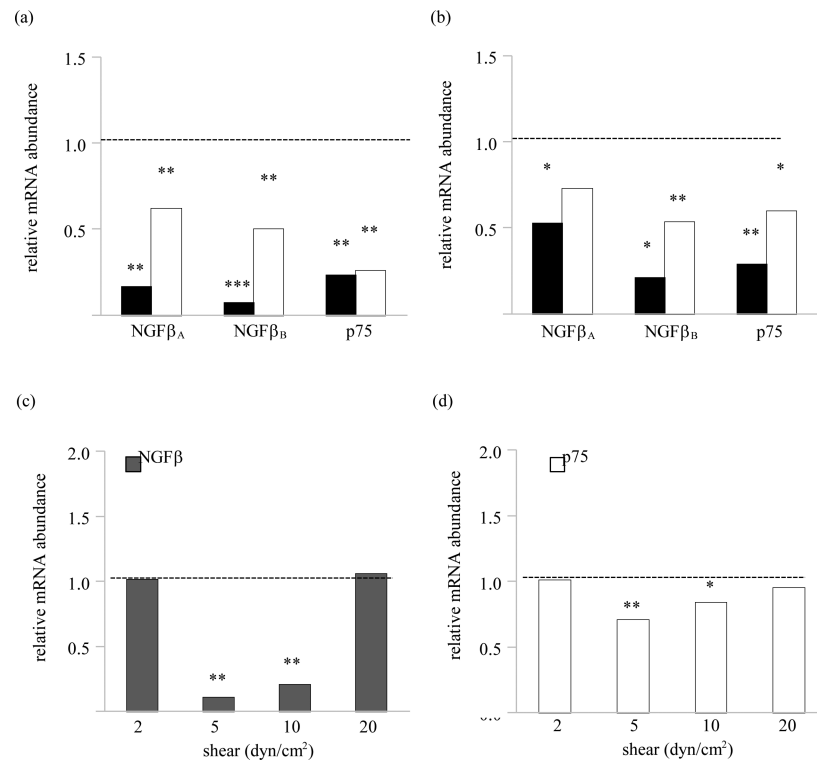 (a)
1.5
1.0
0.5
relative mRNA abundance
**
**
***
**
**
**
NGFβA
NGFβB
p75
(b)
1.5
1.0
0.5
relative mRNA abundance
*
*
**
**
*
NGFβA
NGFβB
p75
(c)
2.0
1.5
1.0
0.5
relative mRNA abundance
NGFβ
**
**
2 5 10 20
shear (dyn/cm²)
(d)
2.0
1.5
1.0
0.5
relative mRNA abundance
p75
**
*
2 5 10 20
shear (dyn/cm²)